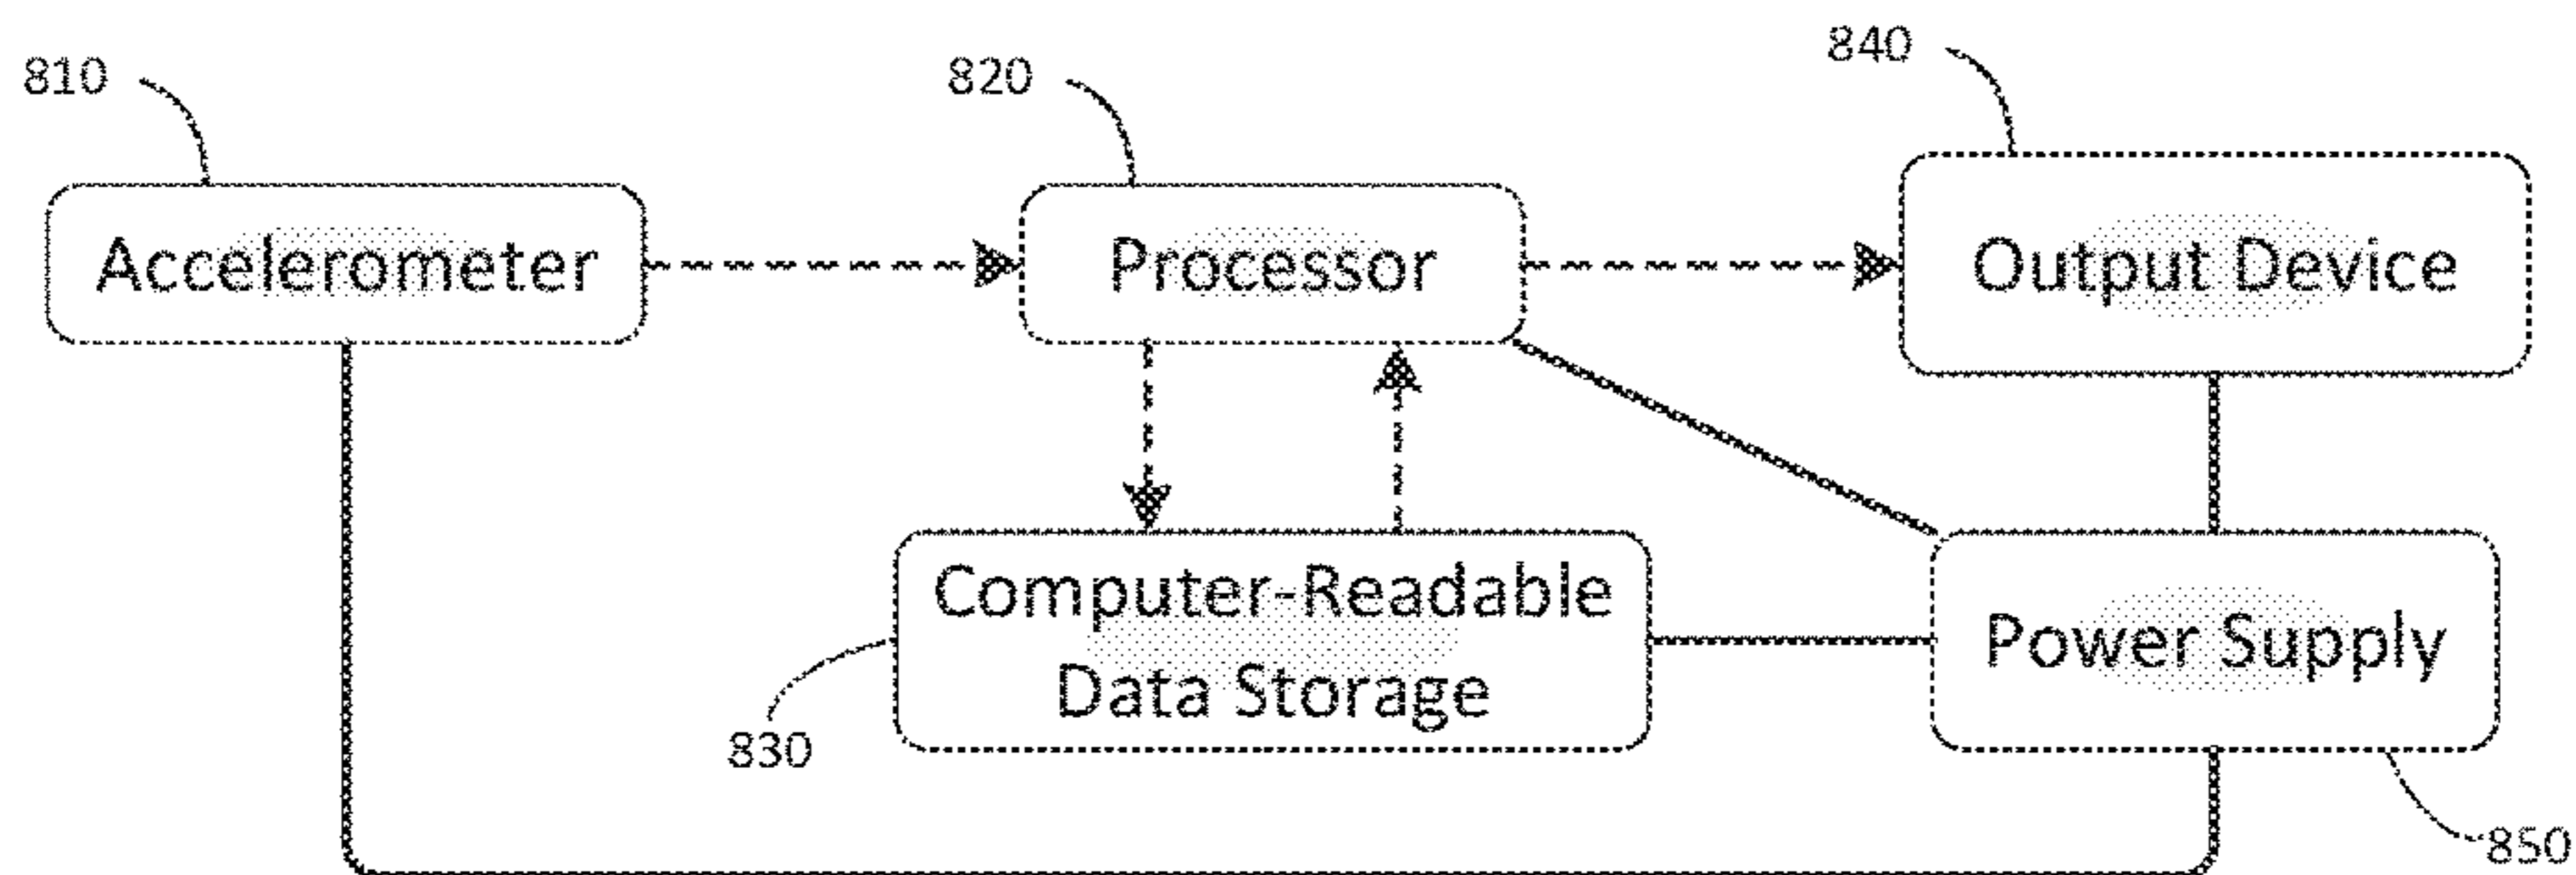 810
820
840
Accelerometer
Processor
Output Device
Computer-Readable
Data Storage
Power Supply
830
850